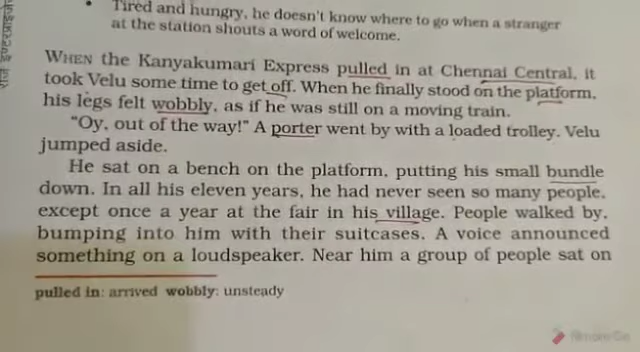 • Tired and hungry, he doesn't know where to go when a stranger
at the station shouts a word of welcome.
WHEN the Kanyakumari Express pulled in at Chennai Central, it
took Velu some time to get off. When he finally stood on the platform,
his legs felt wobbly, as if he was still on a moving train.
"Oy, out of the way!" A porter went by with a loaded trolley. Velu
jumped aside.
He sat on a bench on the platform, putting his small bundle
down. In all his eleven years, he had never seen so many people,
except once a year at the fair in his village. People walked by,
bumping into him with their suitcases. A voice announced
something on a loudspeaker. Near him a group of people sat on
pulled in: arrived wobbly: unsteady